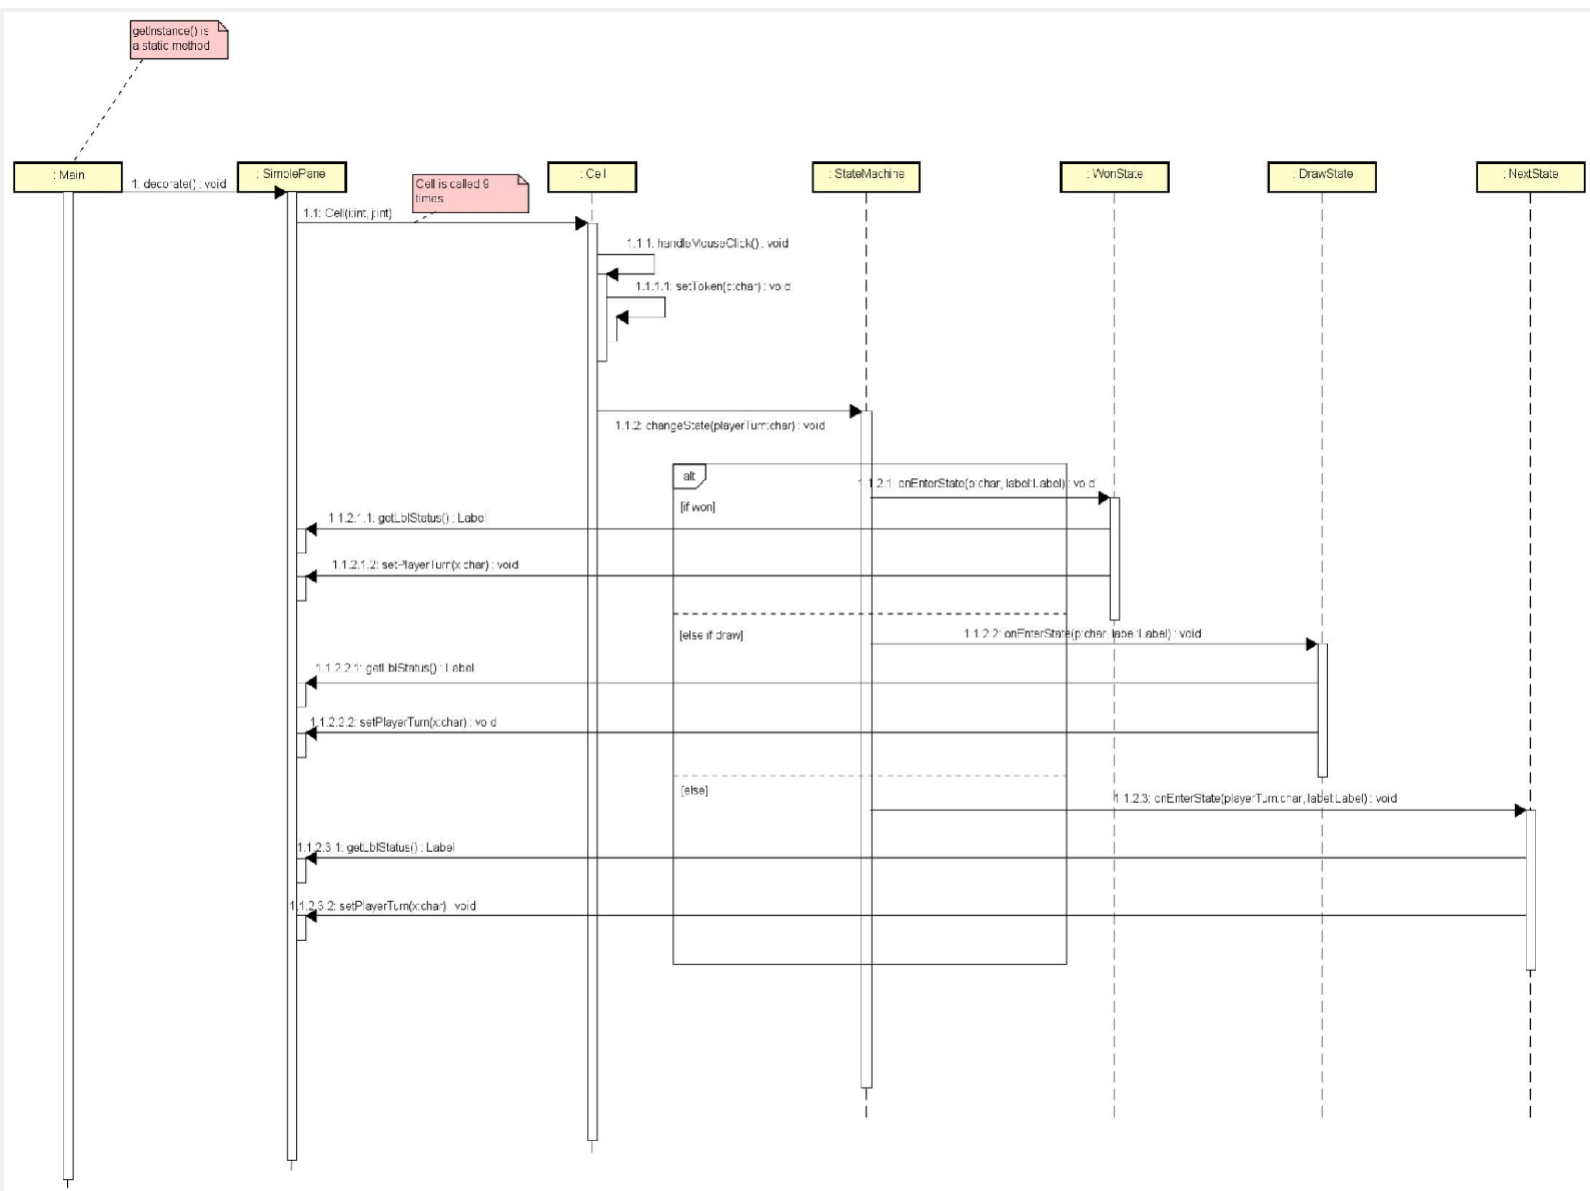 getInstance() is
a static method
: Main
: SimplePane
: Cell
: StateMachine
: WonState
: DrawState
: NextState
1: decorate() : void
Cell is called 9
times
1.1: Cell(i:int, j:int)
1.1.1: handleMouseClick() : void
1.1.1.1: setToken(c:char) : void
1.1.2: changeState(playerTurn:char) : void
alt
1.1.2.1: onEnterState(p:char, label:Label) : void
[if won]
1.1.2.1.1: getLblStatus() : Label
1.1.2.1.2: setPlayerTurn(x:char) : void
[else if draw]
1.1.2.2: onEnterState(p:char, label:Label) : void
1.1.2.2.1: getLblStatus() : Label
1.1.2.2.2: setPlayerTurn(x:char) : void
[else]
1.1.2.3: onEnterState(playerTurn:char, label:Label) : void
1.1.2.3.1: getLblStatus() : Label
1.1.2.3.2: setPlayerTurn(x:char) : void